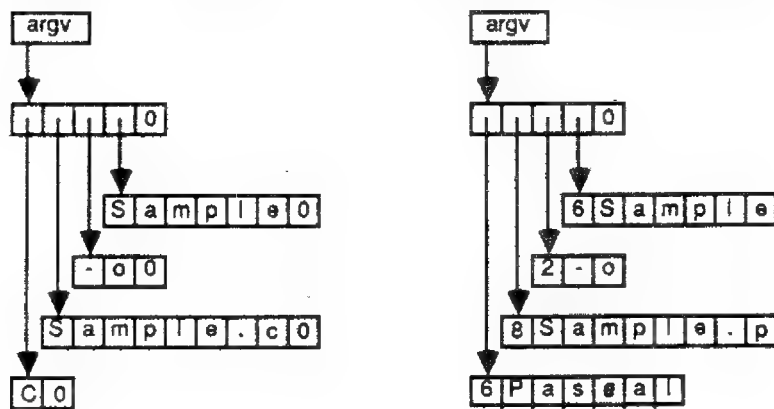 argv argv
0 0
Sample0 6Sample
-o0 2-o
Sample.c0 8Sample.p
C0 6Pascal